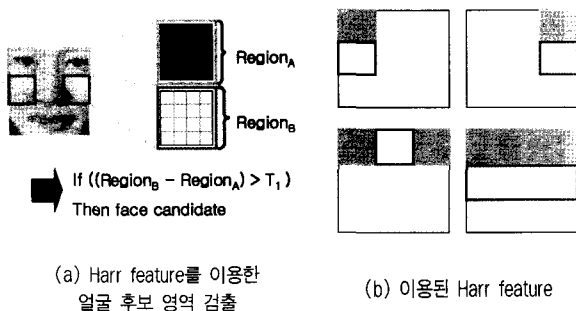 Region_A
Region_B
If ((Region_B – Region_A) > T_1 )
Then face candidate
(a) Harr feature를 이용한
얼굴 후보 영역 검출
(b) 이용된 Harr feature